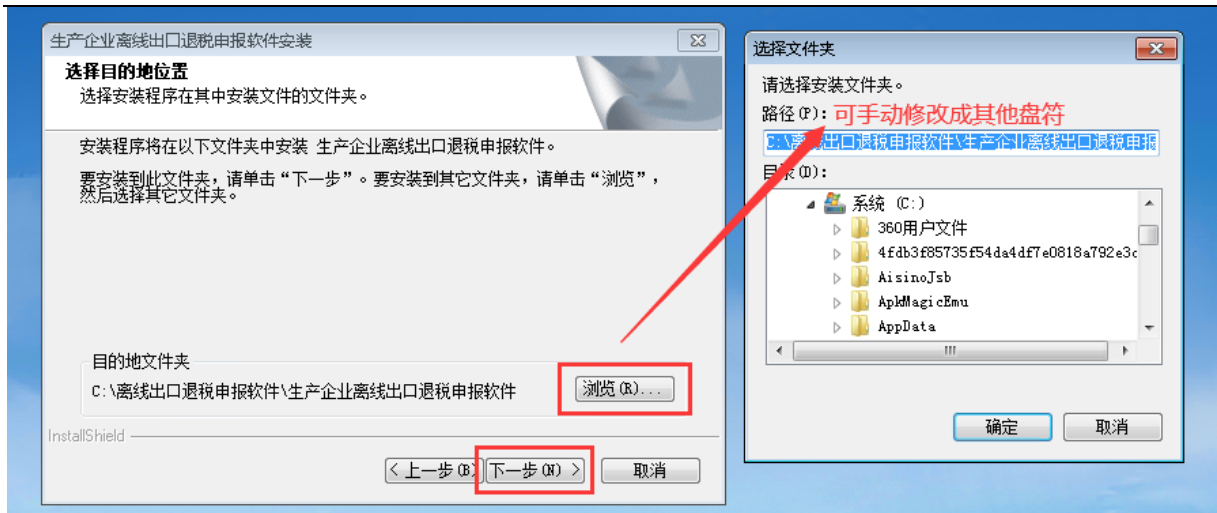 生产企业离线出口退税申报软件安装
选择目的地位置
选择安装程序在其中安装文件的文件夹。
安装程序将在以下文件夹中安装 生产企业离线出口退税申报软件。
要安装到此文件夹，请单击“下一步”。要安装到其它文件夹，请单击“浏览”，
然后选择其它文件夹。
目的地文件夹
C:\离线出口退税申报软件\生产企业离线出口退税申报软件
浏览(R)...
InstallShield
< 上一步(B)
下一步(N) >
取消
选择文件夹
请选择安装文件夹。
路径(P): 可手动修改成其他盘符
C:\离线出口退税申报软件\生产企业离线出口退税申报
目录(D):
系统 (C:)
360用户文件
4fdb3f85735f54da4df7e0818a792e3c
AisinoJsb
ApkMagicEmu
AppData
确定
取消